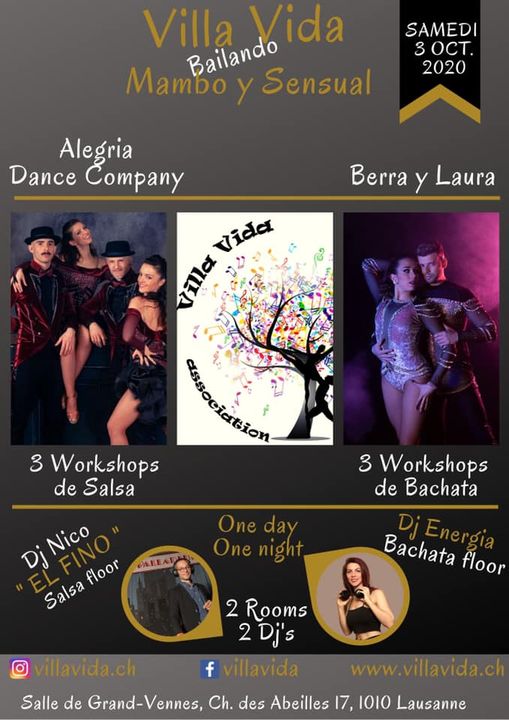 Villa Vida
Bailando
Mambo y Sensual
SAMEDI
3 OCT.
2020
Alegria
Dance Company
Berra y Laura
Villa Vida
association
3 Workshops
de Salsa
3 Workshops
de Bachata
Dj Nico
" EL FINO "
Salsa floor
One day
One night
Dj Energia
Bachata floor
2 Rooms
2 Dj's
villavida.ch
villavida
www.villavida.ch
Salle de Grand-Vennes, Ch. des Abeilles 17, 1010 Lausanne